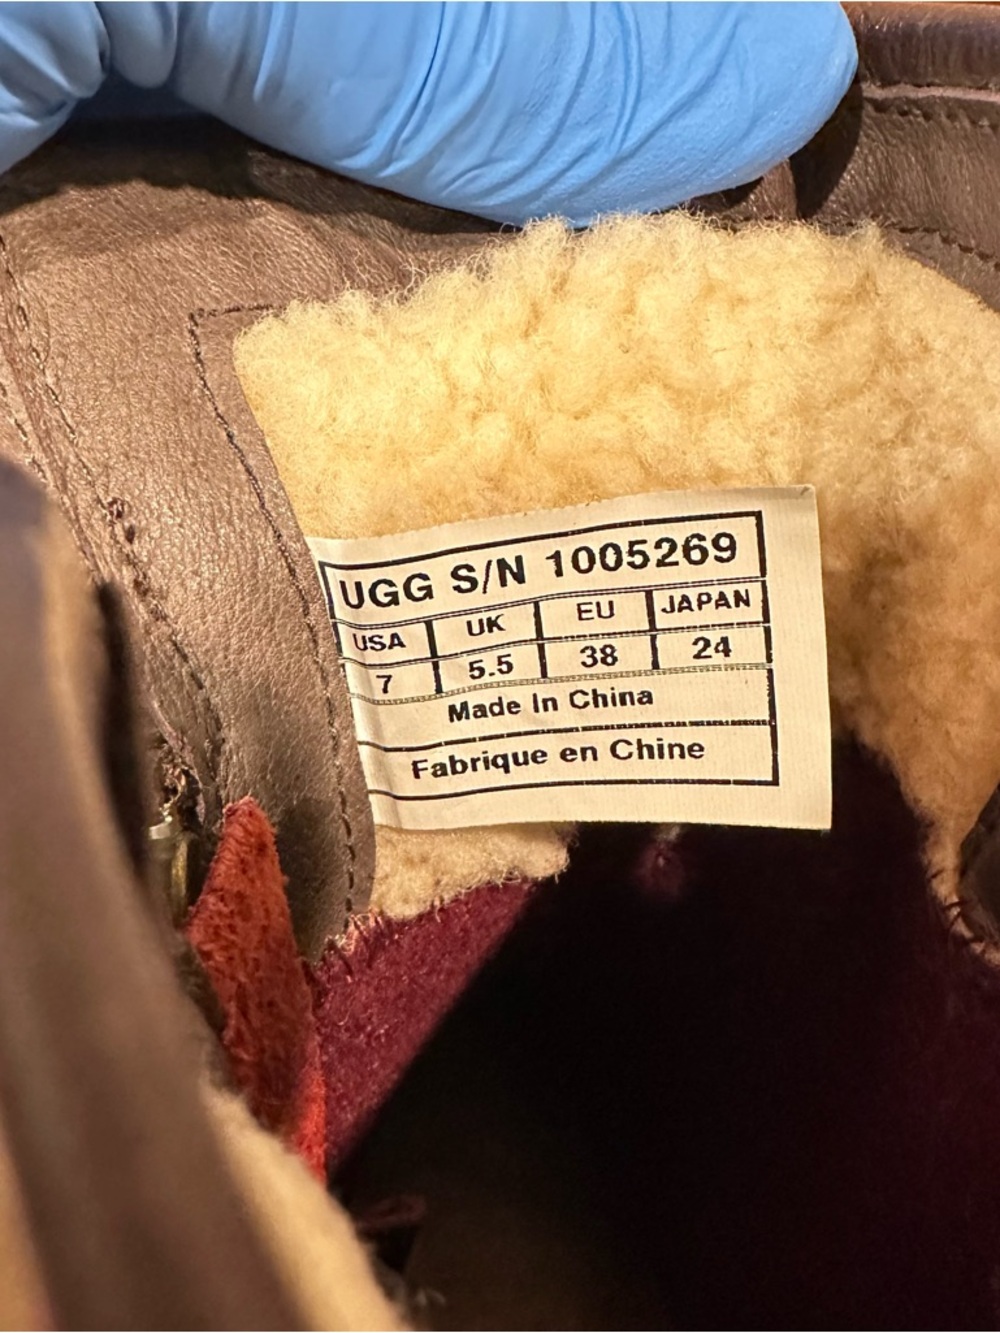 UGG S/N 1005269
USA UK EU JAPAN
7 5.5 38 24
Made In China
Fabrique en Chine